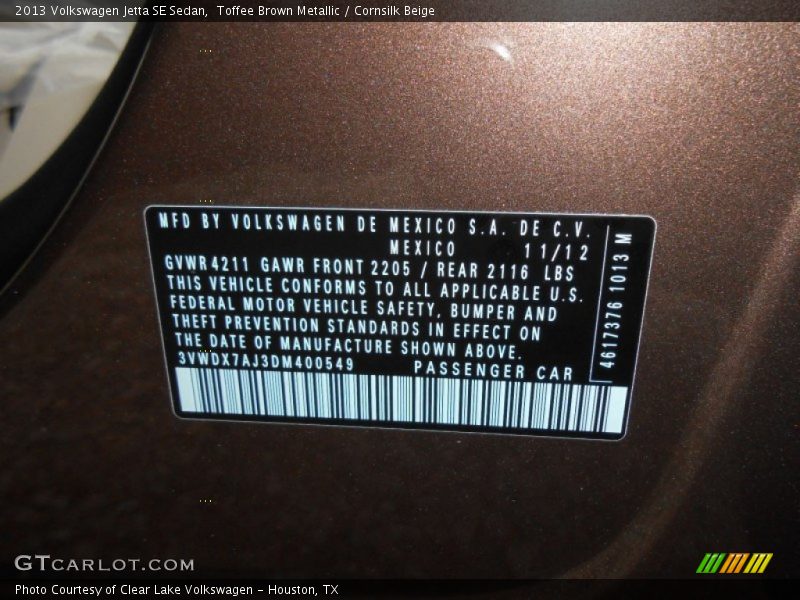 2013 Volkswagen Jetta SE Sedan, Toffee Brown Metallic / Cornsilk Beige
MFD BY VOLKSWAGEN DE MEXICO S.A. DE C.V.
MEXICO 11/12
GVWR 4211 GAWR FRONT 2205 / REAR 2116 LBS
THIS VEHICLE CONFORMS TO ALL APPLICABLE U.S.
FEDERAL MOTOR VEHICLE SAFETY, BUMPER AND
THEFT PREVENTION STANDARDS IN EFFECT ON
THE DATE OF MANUFACTURE SHOWN ABOVE.
3VWDX7AJ3DM400549 PASSENGER CAR
4617376 1013 M
GTCARLOT.COM
Photo Courtesy of Clear Lake Volkswagen - Houston, TX